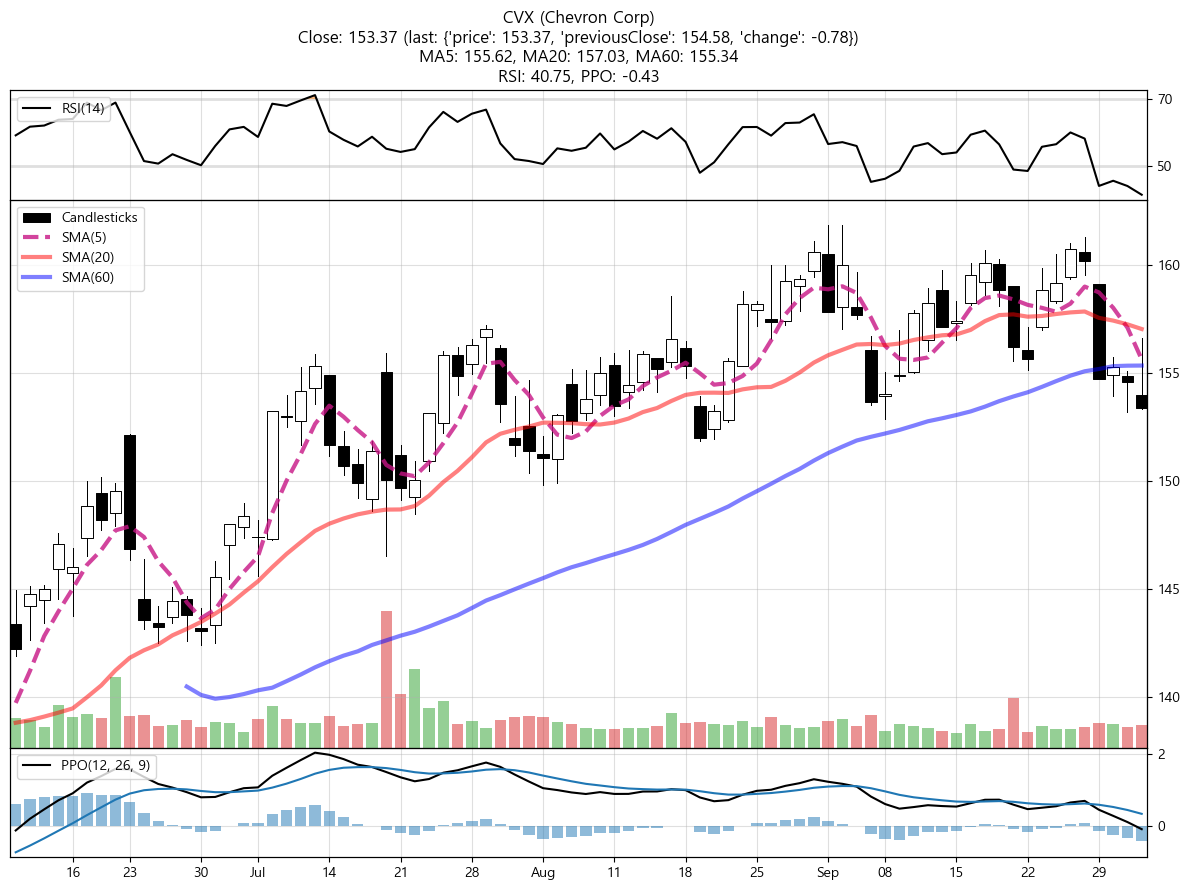 CVX (Chevron Corp)
Close: 153.37 (last: {'price': 153.37, 'previousClose': 154.58, 'change': -0.78})
MA5: 155.62, MA20: 157.03, MA60: 155.34
RSI: 40.75, PPO: -0.43
RSI(14)
70
50
Candlesticks
SMA(5)
SMA(20)
SMA(60)
160
155
150
145
140
PPO(12, 26, 9)
2
0
16 23 30 Jul 14 21 28 Aug 11 18 25 Sep 08 15 22 29